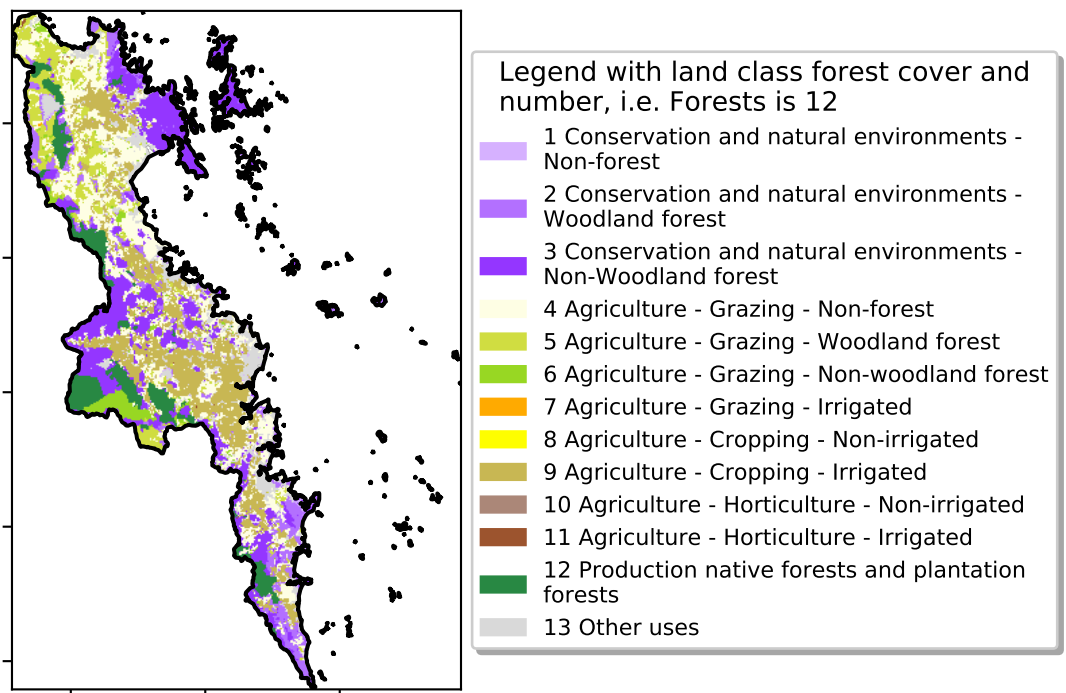 Legend with land class forest cover and
number, i.e. Forests is 12
1 Conservation and natural environments -
Non-forest
2 Conservation and natural environments -
Woodland forest
3 Conservation and natural environments -
Non-Woodland forest
4 Agriculture - Grazing - Non-forest
5 Agriculture - Grazing - Woodland forest
6 Agriculture - Grazing - Non-woodland forest
7 Agriculture - Grazing - Irrigated
8 Agriculture - Cropping - Non-irrigated
9 Agriculture - Cropping - Irrigated
10 Agriculture - Horticulture - Non-irrigated
11 Agriculture - Horticulture - Irrigated
12 Production native forests and plantation
forests
13 Other uses